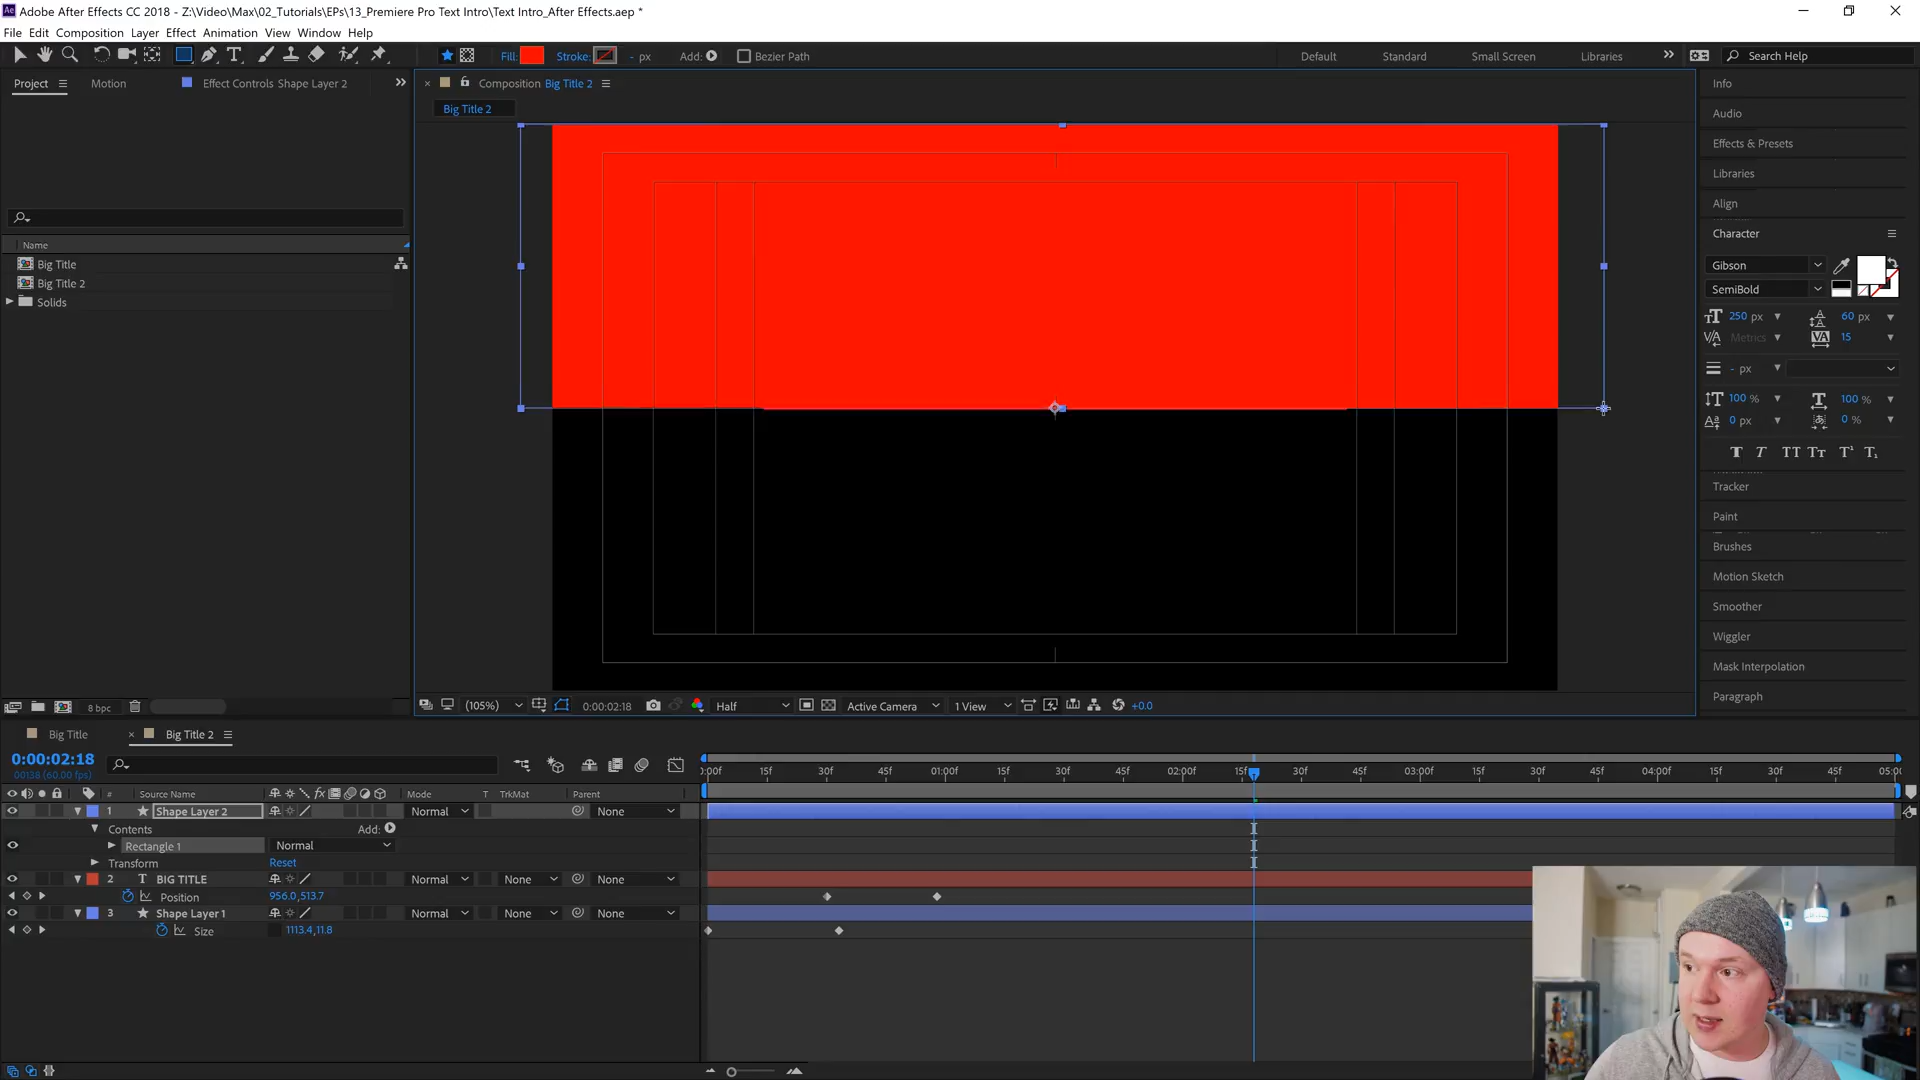 Adobe After Effects CC 2018 - Z:\Video\Max\02_Tutorials\EPs\13_Premiere Pro Text Intro\Text Intro_After Effects.aep *
File Edit Composition Layer Effect Animation View Window Help
Fill: Stroke: - px Add: Bezier Path Default Standard Small Screen Libraries Search Help
Project Motion Effect Controls Shape Layer 2 Composition Big Title 2
Big Title 2
Name
Big Title
Big Title 2
Solids
8 bpc
(105%) 0:00:02:18 Half Active Camera 1 View +0.0
Info
Audio
Effects & Presets
Libraries
Align
Character
Gibson
SemiBold
250 px 60 px
Metrics 15
- px
100 % 100 %
0 px 0 %
T T TT Tt T¹ T₁
Tracker
Paint
Brushes
Motion Sketch
Smoother
Wiggler
Mask Interpolation
Paragraph
Big Title Big Title 2
0:00:02:18
00138 (60.00 fps)
# Source Name Mode T TrkMat Parent
1 Shape Layer 2 Normal None
Contents Add:
Rectangle 1 Normal
Transform Reset
2 T BIG TITLE Normal None None
Position 956.0,513.7
3 Shape Layer 1 Normal None None
Size 1113.4,11.8
0:00f 15f 30f 45f 01:00f 15f 30f 45f 02:00f 15f 30f 45f 03:00f 15f 30f 45f 04:00f 15f 30f 45f 05:00